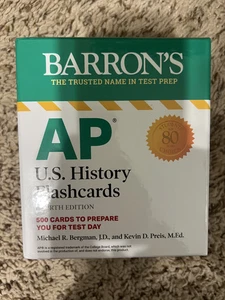 BARRON'S
THE TRUSTED NAME IN TEST PREP
AP®
80
U.S. History
Flashcards
FOURTH EDITION
500 CARDS TO PREPARE
YOU FOR TEST DAY
Michael R. Bergman, J.D., and Kevin D. Preis, M.Ed.